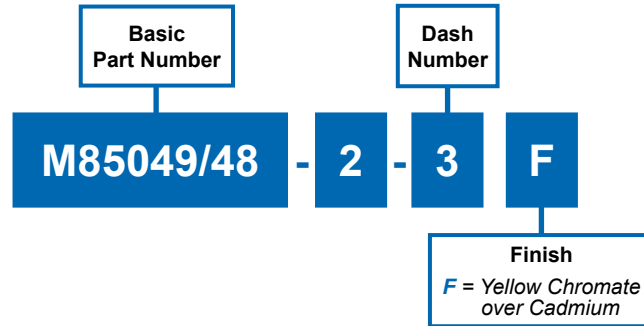 Basic
Part Number
Dash
Number
M85049/48 - 2 - 3 F
Finish
F = Yellow Chromate
over Cadmium